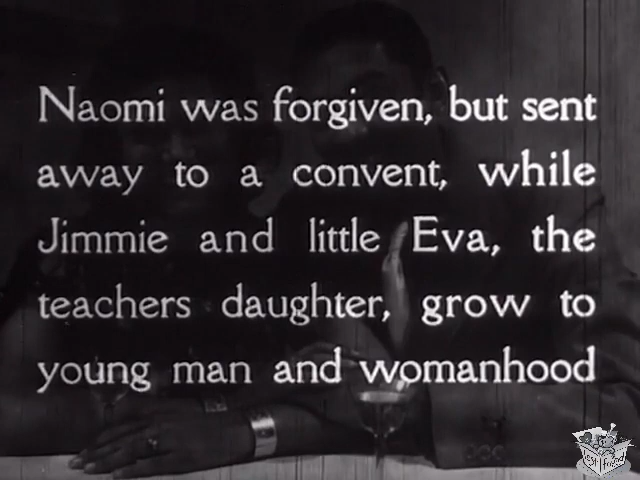 Naomi was forgiven, but sent
away to a convent, while
Jimmie and little Eva, the
teachers daughter, grow to
young man and womanhood